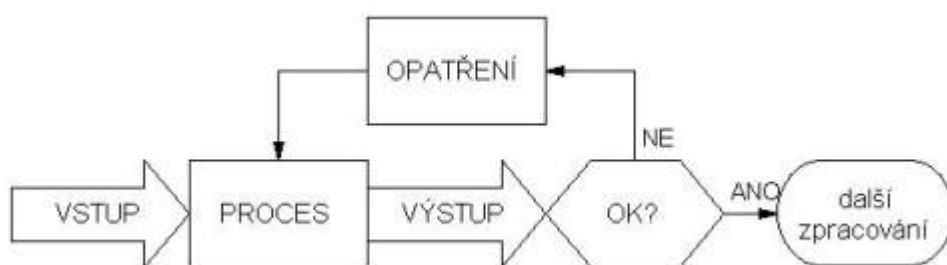 OPATŘENÍ
NE
VSTUP
PROCES
VÝSTUP
OK?
ANO
další
zpracování